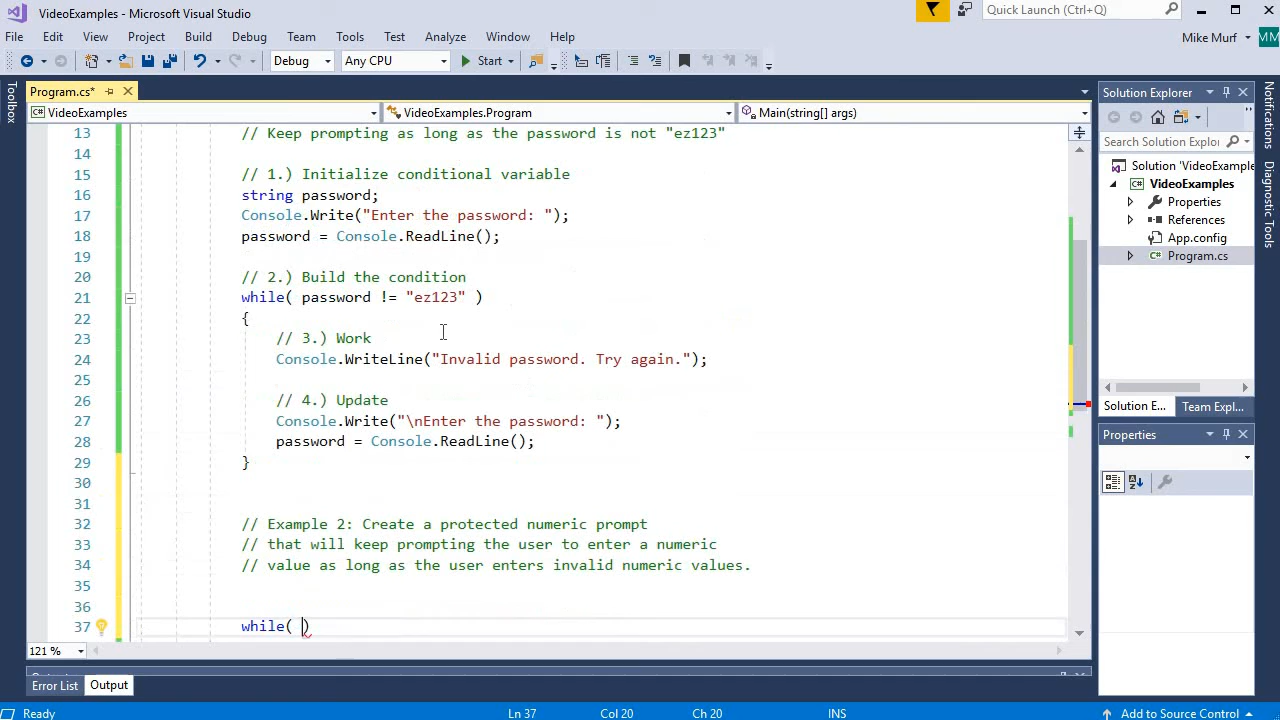 VideoExamples - Microsoft Visual Studio
Quick Launch (Ctrl+Q)
File Edit View Project Build Debug Team Tools Test Analyze Window Help
Mike Murf MM
Debug Any CPU Start
Toolbox
Program.cs*
VideoExamples VideoExamples.Program Main(string[] args)
13 // Keep prompting as long as the password is not "ez123"
14
15 // 1.) Initialize conditional variable
16 string password;
17 Console.Write("Enter the password: ");
18 password = Console.ReadLine();
19
20 // 2.) Build the condition
21 while( password != "ez123" )
22 {
23 // 3.) Work
24 Console.WriteLine("Invalid password. Try again.");
25
26 // 4.) Update
27 Console.Write("\nEnter the password: ");
28 password = Console.ReadLine();
29 }
30
31
32 // Example 2: Create a protected numeric prompt
33 // that will keep prompting the user to enter a numeric
34 // value as long as the user enters invalid numeric values.
35
36
37 while( )
121 %
Error List Output
Solution Explorer
Search Solution Explor
Solution 'VideoExample
VideoExamples
Properties
References
App.config
Program.cs
Solution E... Team Expl...
Properties
Notifications
Diagnostic Tools
Ready Ln 37 Col 20 Ch 20 INS Add to Source Control